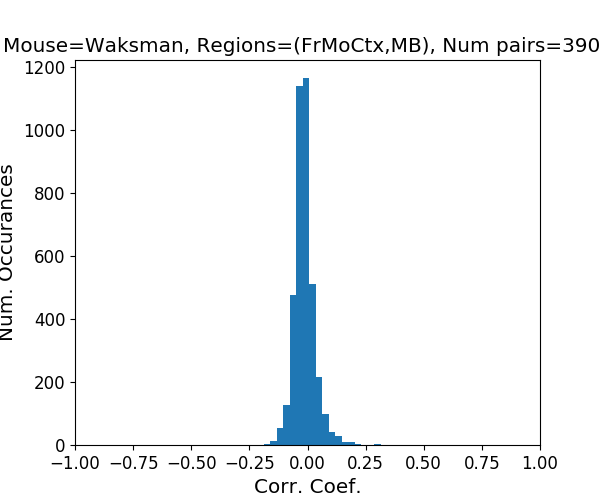 Mouse=Waksman, Regions=(FrMoCtx,MB), Num pairs=390
1200
1000
800
600
400
200
0
Num. Occurances
−1.00 −0.75 −0.50 −0.25 0.00 0.25 0.50 0.75 1.00
Corr. Coef.